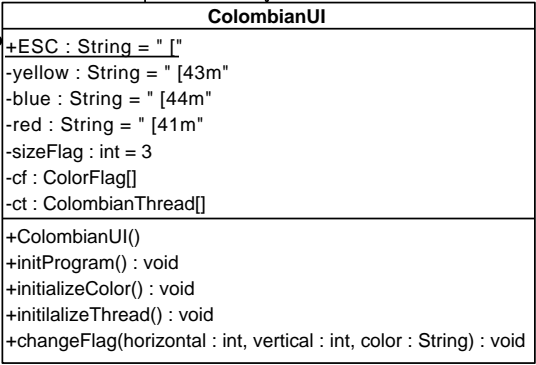 ColombianUI
+ESC : String = " ["
-yellow : String = " [43m"
-blue : String = " [44m"
-red : String = " [41m"
-sizeFlag : int = 3
-cf : ColorFlag[]
-ct : ColombianThread[]
+ColombianUI()
+initProgram() : void
+initializeColor() : void
+initilalizeThread() : void
+changeFlag(horizontal : int, vertical : int, color : String) : void